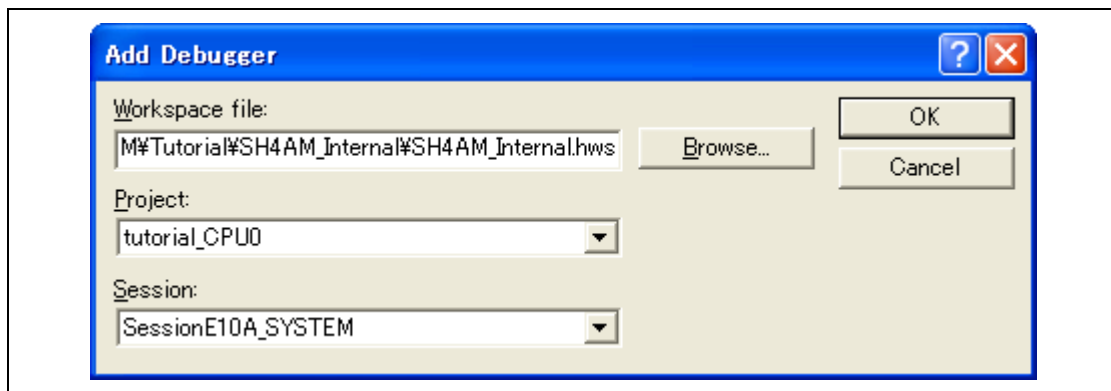 Add Debugger
Workspace file:
M¥Tutorial¥SH4AM_Internal¥SH4AM_Internal.hws
Browse...
OK
Cancel
Project:
tutorial_CPU0
Session:
SessionE10A_SYSTEM